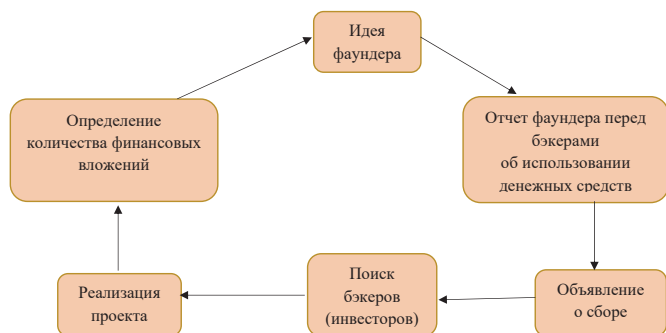 Идея
фаундера
Определение
количества финансовых
вложений
Отчет фаундера перед
бэкерами
об использовании
денежных средств
Реализация
проекта
Поиск
бэкеров
(инвесторов)
Объявление
о сборе